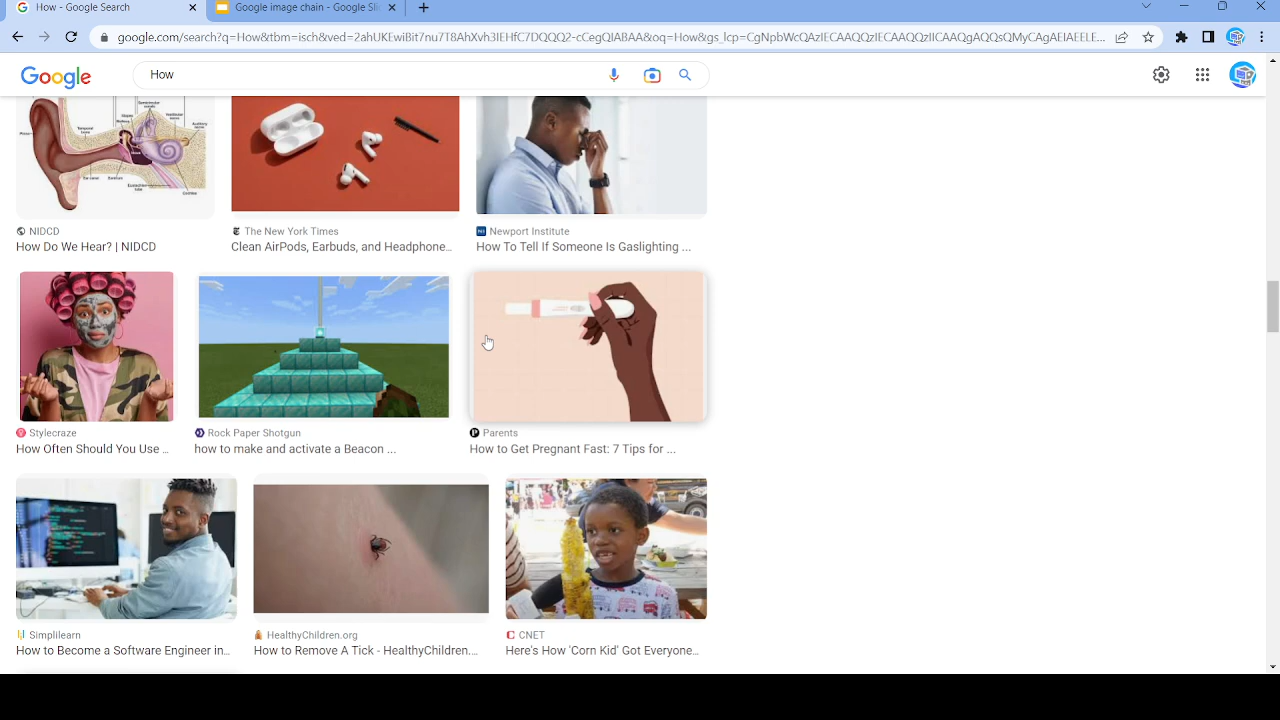 How - Google Search
Google image chain - Google Sli
google.com/search?q=How&tbm=isch&ved=2ahUKEwiBit7nu7T8AhXvh3IEHfC7DQQQ2-cCegQIABAA&oq=How&gs_lcp=CgNpbWcQAzIECAAQQzIECAAQQzIICAAQgAQQsQMyCAgAEIAEELE...
Google
How
NIDCD
How Do We Hear? | NIDCD
The New York Times
Clean AirPods, Earbuds, and Headphone...
Newport Institute
How To Tell If Someone Is Gaslighting ...
Stylecraze
How Often Should You Use ...
Rock Paper Shotgun
how to make and activate a Beacon ...
Parents
How to Get Pregnant Fast: 7 Tips for ...
Simplilearn
How to Become a Software Engineer in...
HealthyChildren.org
How to Remove A Tick - HealthyChildren....
CNET
Here's How 'Corn Kid' Got Everyone...